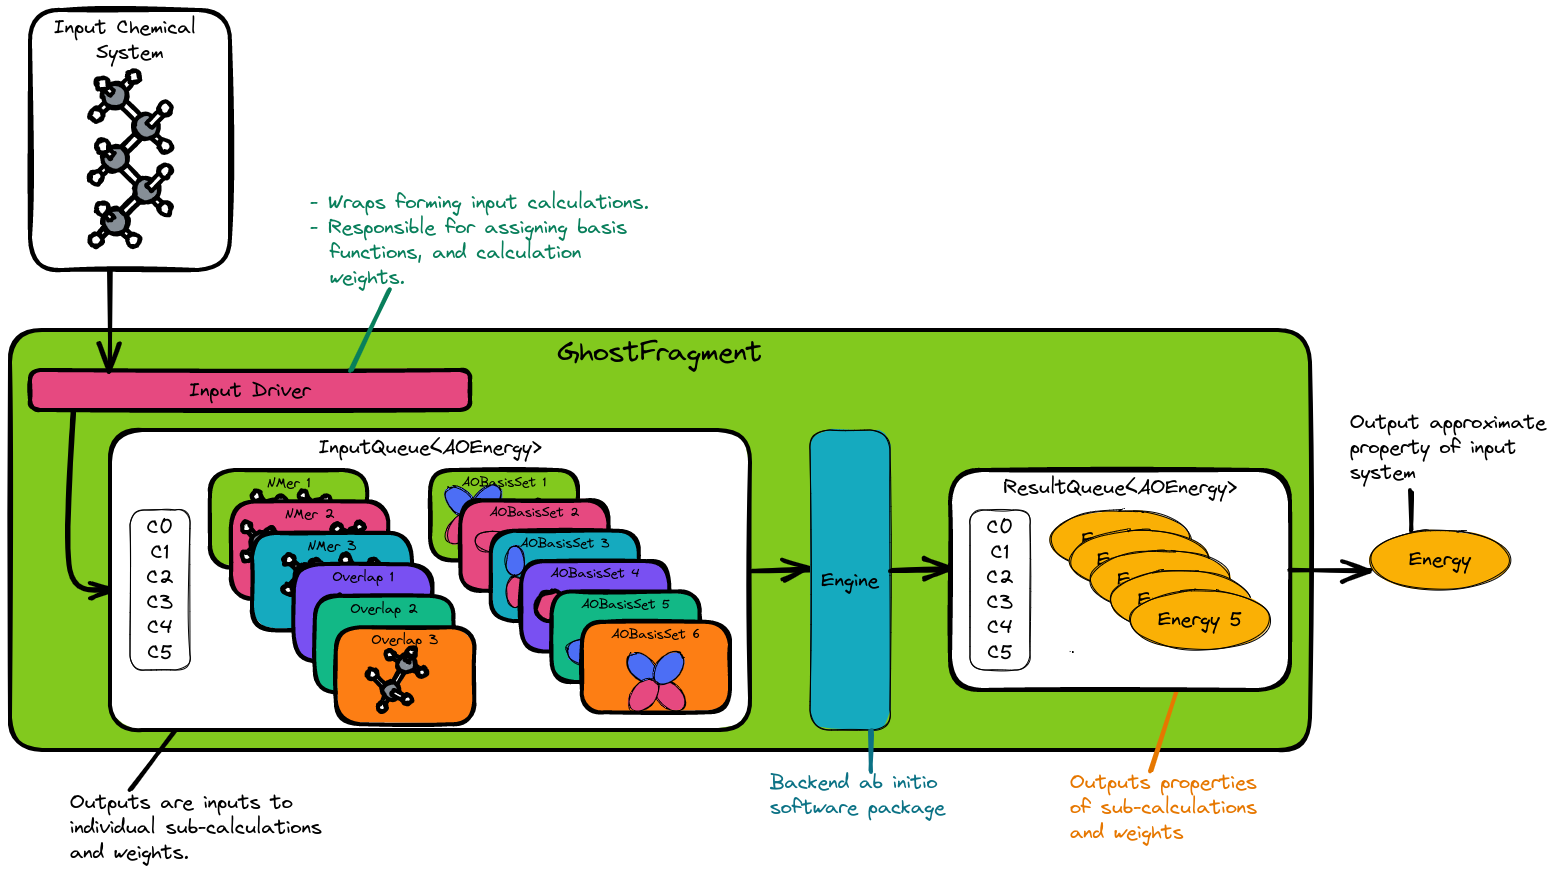 Input Chemical
System
- Wraps forming input calculations.
- Responsible for assigning basis
functions, and calculation
weights.
GhostFragment
Input Driver
InputQueue<AOEnergy>
C0
C1
C2
C3
C4
C5
NMer 1
NMer 2
NMer 3
Overlap 1
Overlap 2
Overlap 3
AOBasisSet 1
AOBasisSet 2
AOBasisSet 3
AOBasisSet 4
AOBasisSet 5
AOBasisSet 6
Engine
ResultQueue<AOEnergy>
C0
C1
C2
C3
C4
C5
Energy 5
Output approximate
property of input
system
Energy
Outputs are inputs to
individual sub-calculations
and weights.
Backend ab initio
software package
Outputs properties
of sub-calculations
and weights